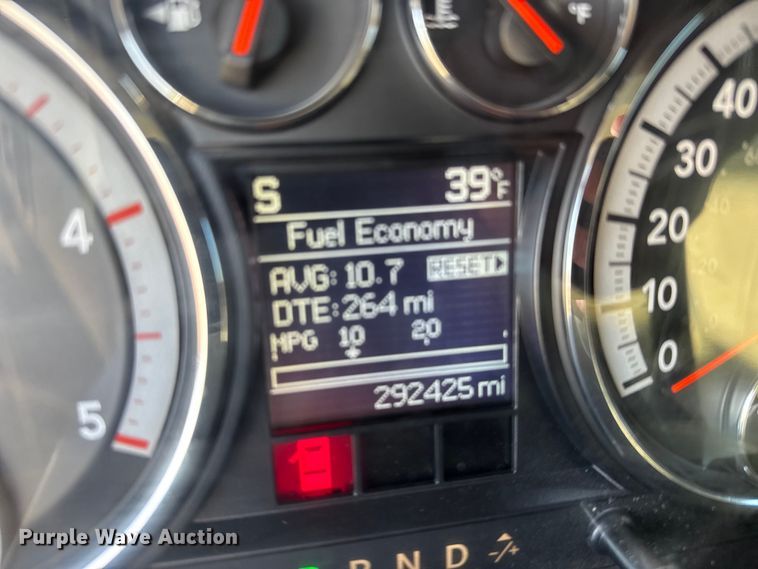 S 39°F
Fuel Economy
AVG: 10.7 RESET
DTE: 264 mi
MPG 10 20
292425 mi
4
5
40
30
20
10
0
°F
R N D -/+
Purple Wave Auction